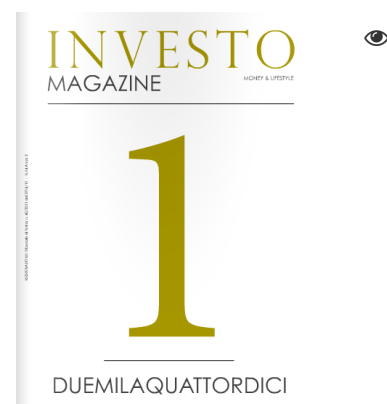 INVESTO
MAGAZINE
MONEY & LIFESTYLE
1
DUEMILAQUATTORDICI